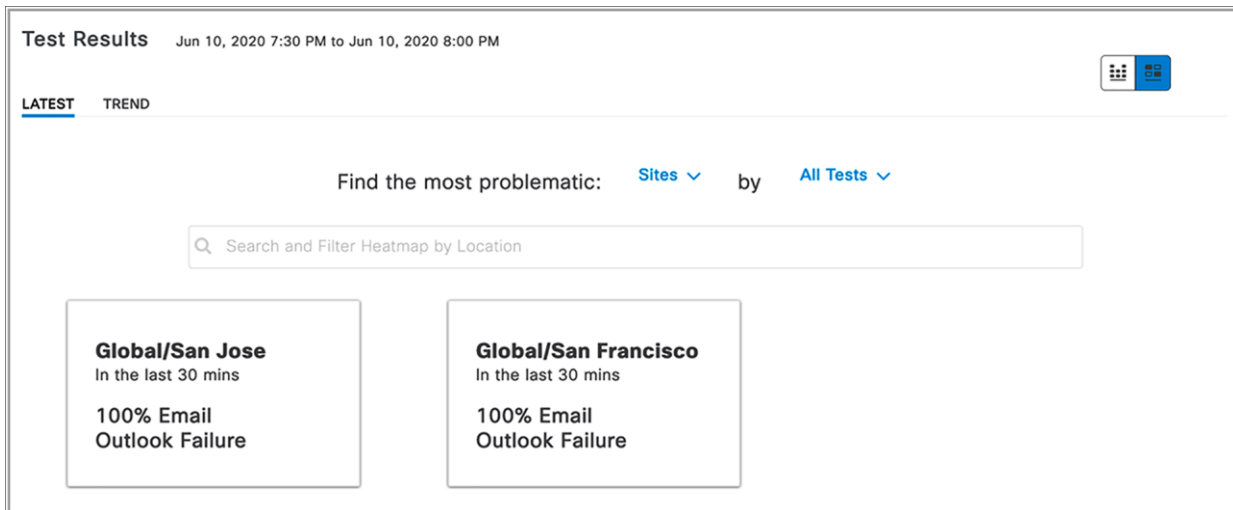 Test Results Jun 10, 2020 7:30 PM to Jun 10, 2020 8:00 PM
LATEST TREND
Find the most problematic: Sites by All Tests
Search and Filter Heatmap by Location
Global/San Jose
In the last 30 mins
100% Email
Outlook Failure
Global/San Francisco
In the last 30 mins
100% Email
Outlook Failure